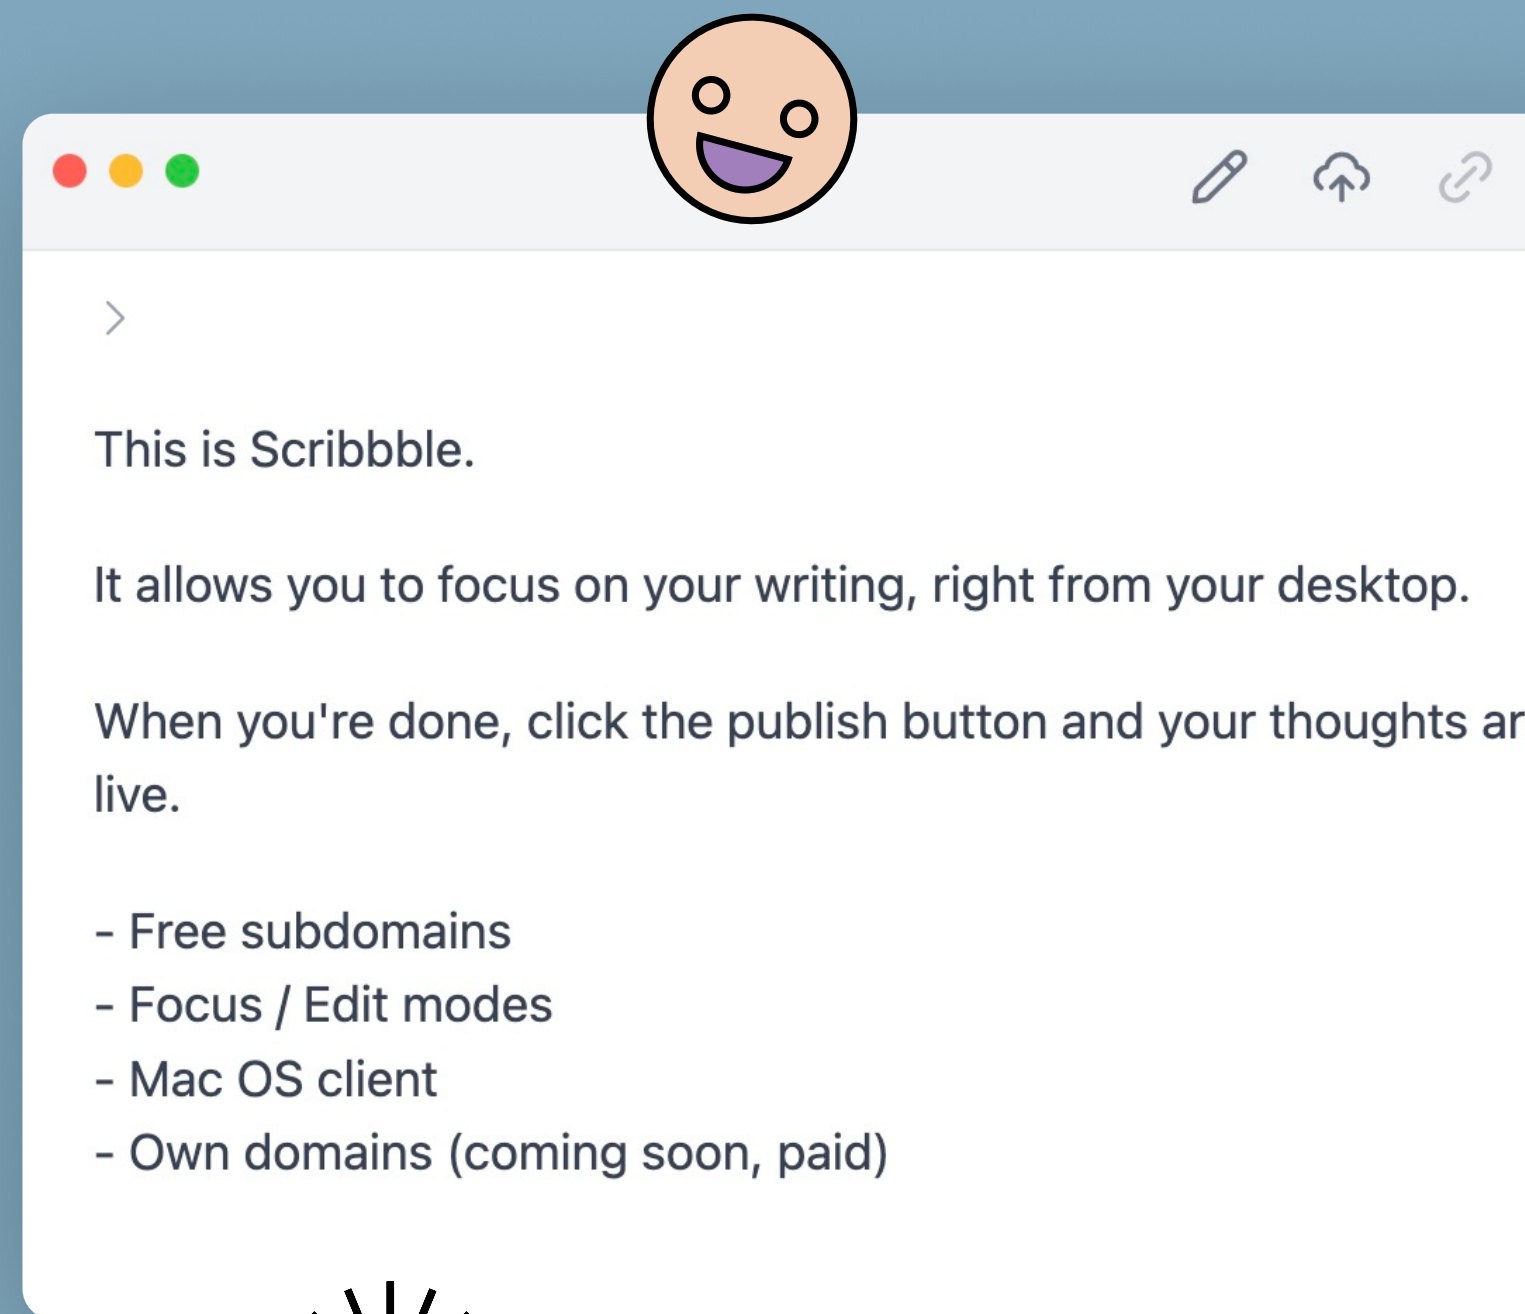 This is Scribbble.
It allows you to focus on your writing, right from your desktop.
When you're done, click the publish button and your thoughts
live.
- Free subdomains
- Focus / Edit modes
- Mac OS client
- Own domains (coming soon, paid)